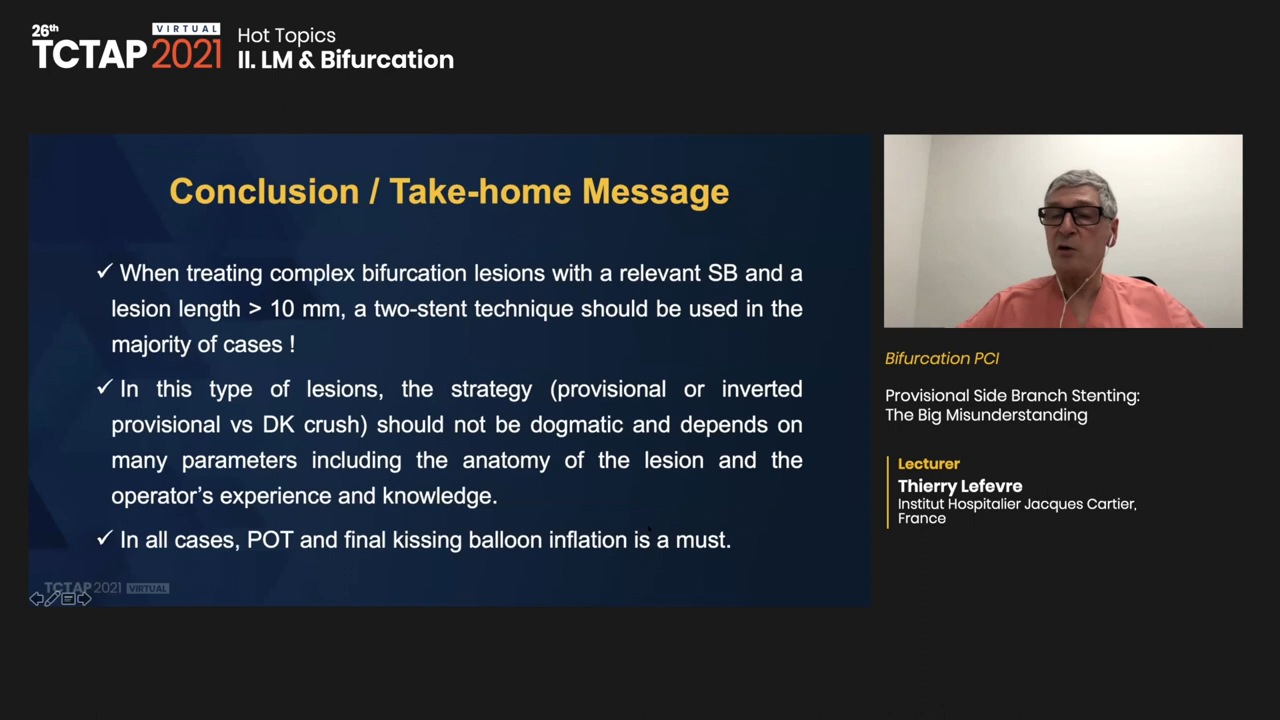 26th
VIRTUAL
TCTAP 2021
Hot Topics
II. LM & Bifurcation
Conclusion / Take-home Message
✓ When treating complex bifurcation lesions with a relevant SB and a
lesion length > 10 mm, a two-stent technique should be used in the
majority of cases !
✓ In this type of lesions, the strategy (provisional or inverted
provisional vs DK crush) should not be dogmatic and depends on
many parameters including the anatomy of the lesion and the
operator's experience and knowledge.
✓ In all cases, POT and final kissing balloon inflation is a must.
TCTAP 2021 VIRTUAL
Bifurcation PCI
Provisional Side Branch Stenting:
The Big Misunderstanding
Lecturer
Thierry Lefevre
Institut Hospitalier Jacques Cartier,
France